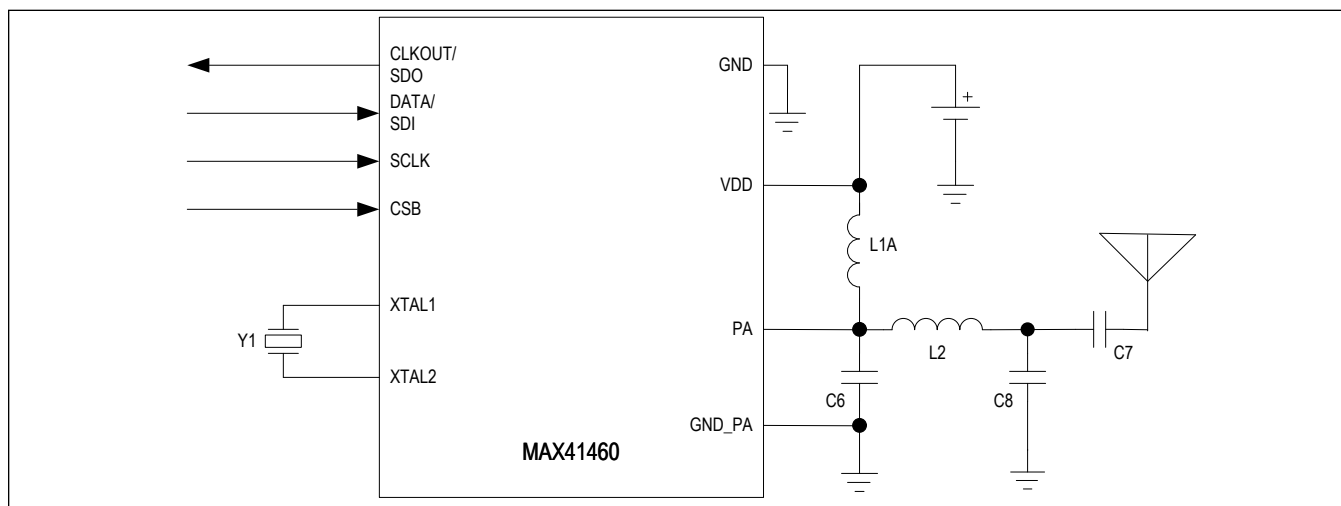 CLKOUT/
SDO
DATA/
SDI
SCLK
CSB
XTAL1
XTAL2
Y1
GND
VDD
PA
GND_PA
MAX41460
+
L1A
L2
C6
C8
C7